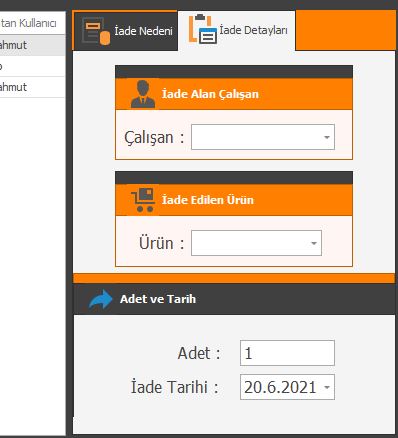 tan Kullanıcı
ahmut
o
ahmut
İade Nedeni
İade Detayları
İade Alan Çalışan
Çalışan :
İade Edilen Ürün
Ürün :
Adet ve Tarih
Adet : 1
İade Tarihi : 20.6.2021